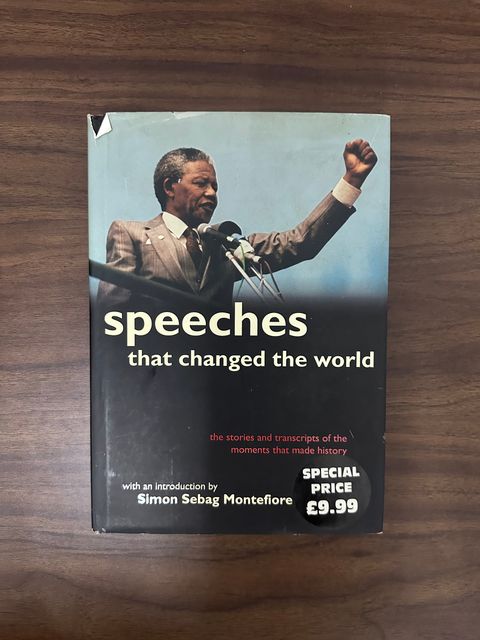 speeches
that changed the world
the stories and transcripts of the
moments that made history
with an introduction by
Simon Sebag Montefiore
SPECIAL
PRICE
£9.99